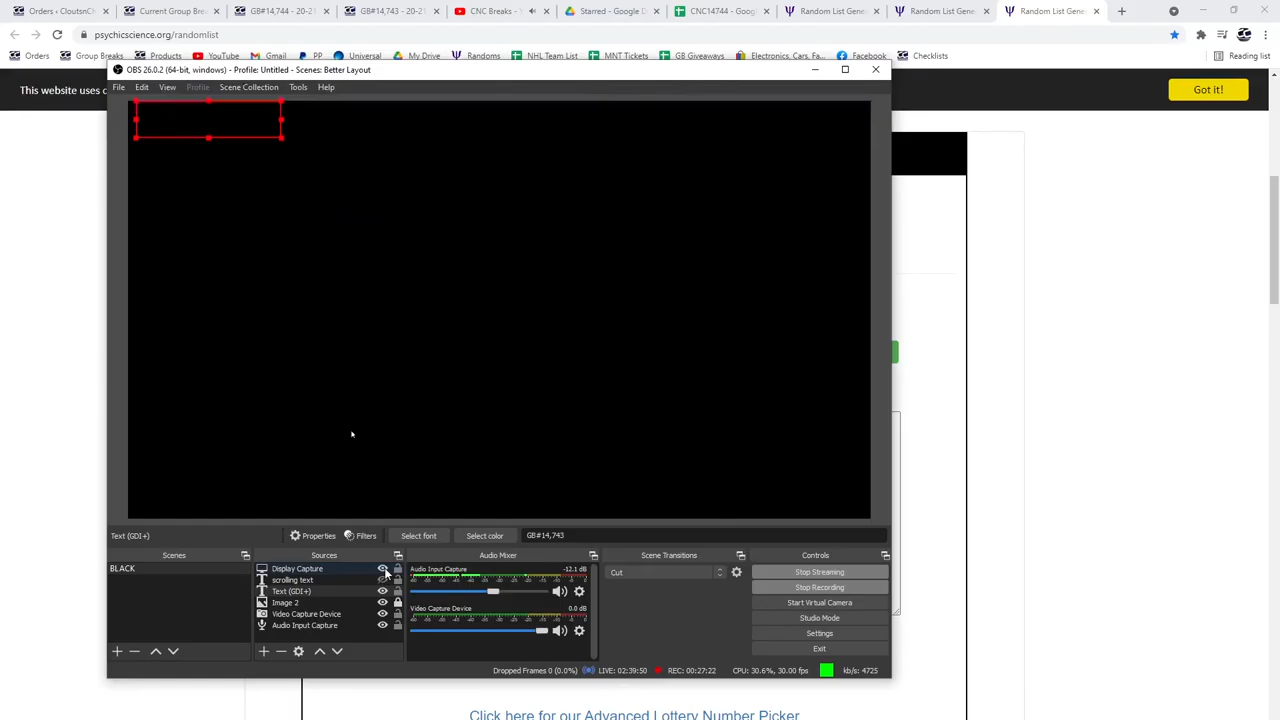 Orders ‹ CloutsnCh
Current Group Brea
GB#14,744 - 20-21
GB#14,743 - 20-21
CNC Breaks -
Starred - Google D
CNC14744 - Googl
Random List Gene
Random List Gene
Random List Gene
psychicscience.org/randomlist
Orders
Group Breaks
Products
YouTube
Gmail
PP
LIVE
My Drive
Randoms
NHL Team List
MNT Tickets
GB Giveaways
Electronics, Cars, Fa...
Facebook
Checklists
Reading list
This website uses c
Got it!
OBS 26.0.2 (64-bit, windows) - Profile: Untitled - Scenes: Better Layout
File Edit View Profile Scene Collection Tools Help
Text (GDI+)
Properties
Filters
Select font
Select color
GB#14,743
Scenes
Sources
Audio Mixer
Scene Transitions
Controls
BLACK
Display Capture
scrolling text
Text (GDI+)
Image 2
Video Capture Device
Audio Input Capture
Audio Input Capture
-12.1 dB
Video Capture Device
0.0 dB
Cut
Stop Streaming
Stop Recording
Start Virtual Camera
Studio Mode
Settings
Exit
Dropped Frames 0 (0.0%)
LIVE: 02:39:50
REC: 00:27:22
CPU: 30.6%, 30.00 fps
kb/s: 4725
Click here for our Advanced Lottery Number Picker